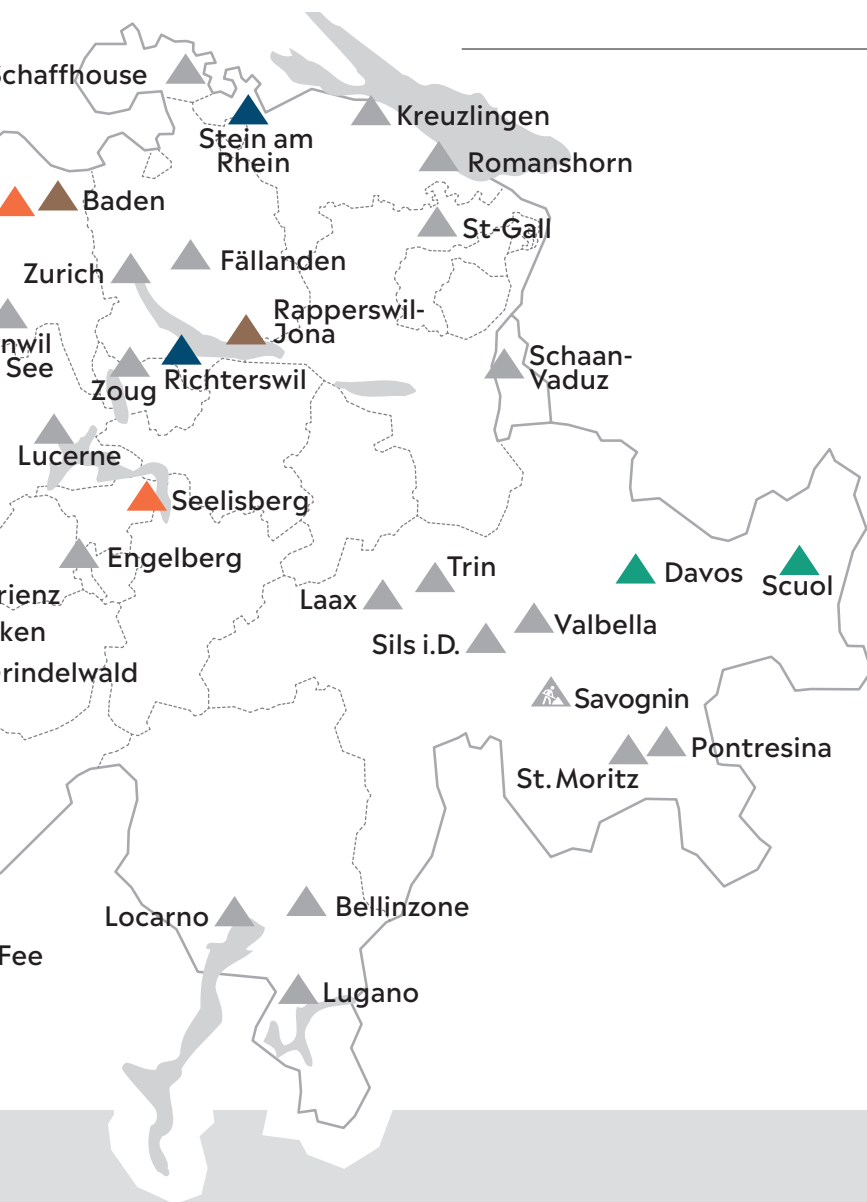 Schaffhouse
Kreuzlingen
Stein am
Rhein
Romanshorn
Baden
St-Gall
Fällanden
Zurich
Rapperswil-
Jona
nwil
See
Schaan-
Vaduz
Richterswil
Zoug
Lucerne
Seelisberg
Engelberg
Trin
Davos
Scuol
rienz
Laax
ken
Valbella
Sils i.D.
rindelwald
Savognin
Pontresina
St. Moritz
Bellinzone
Locarno
Fee
Lugano